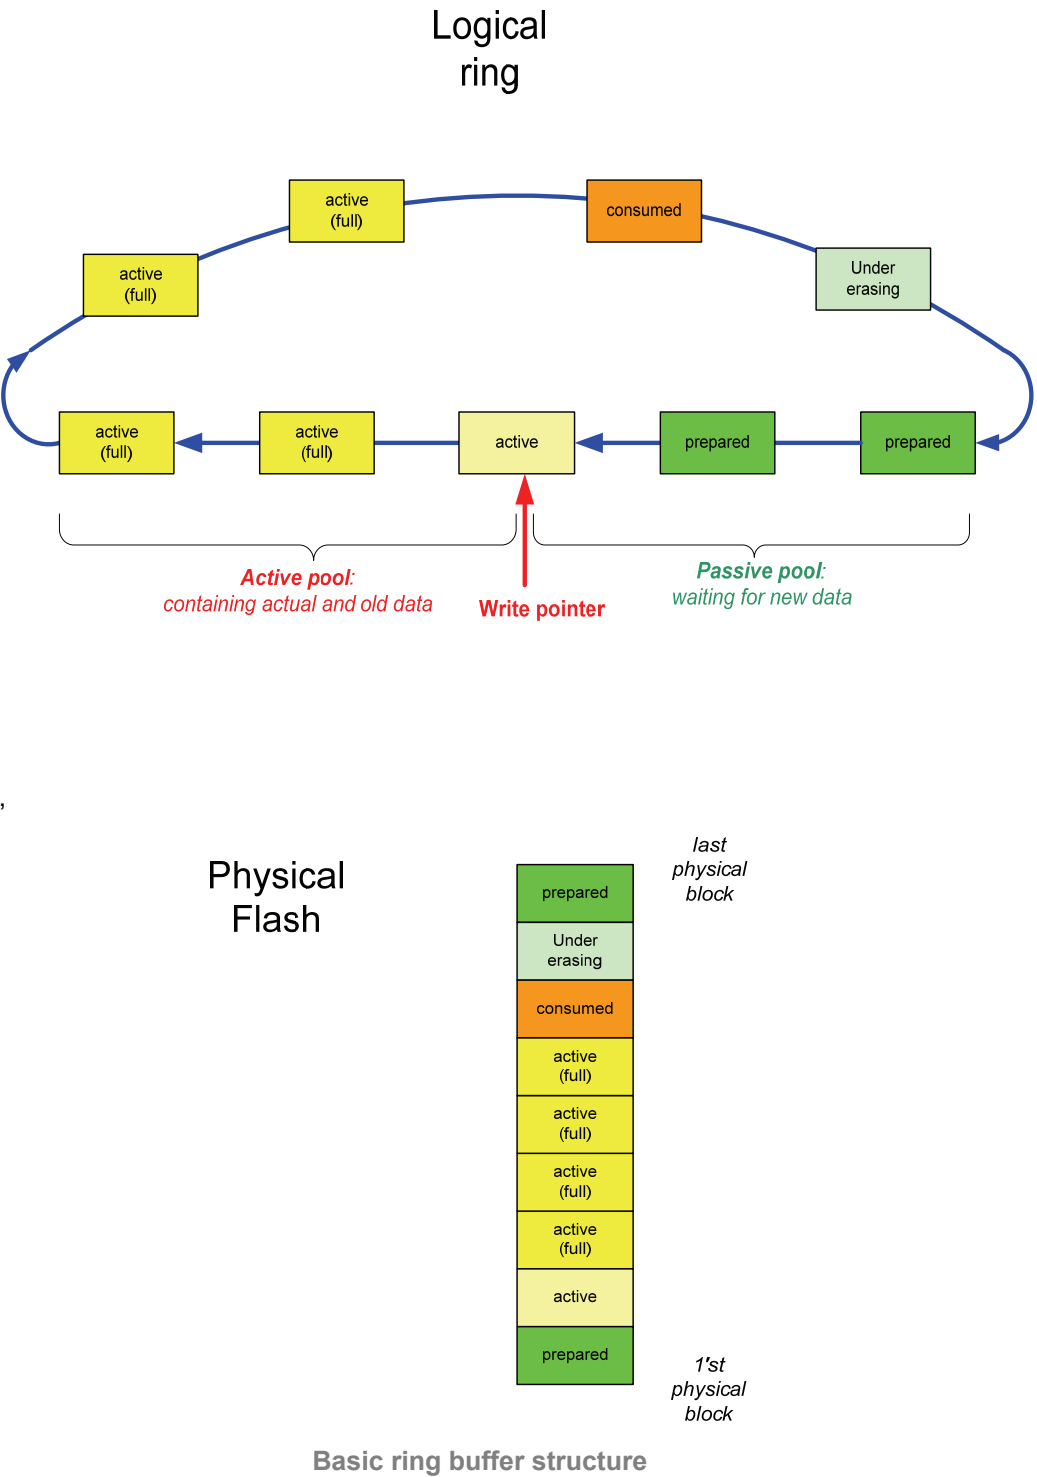 Logical
ring
active
(full)
consumed
active
(full)
Under
erasing
active
(full)
active
(full)
active
prepared
prepared
Active pool:
containing actual and old data
Write pointer
Passive pool:
waiting for new data
,
Physical
Flash
last
physical
block
prepared
Under
erasing
consumed
active
(full)
active
(full)
active
(full)
active
(full)
active
prepared
1'st
physical
block
Basic ring buffer structure